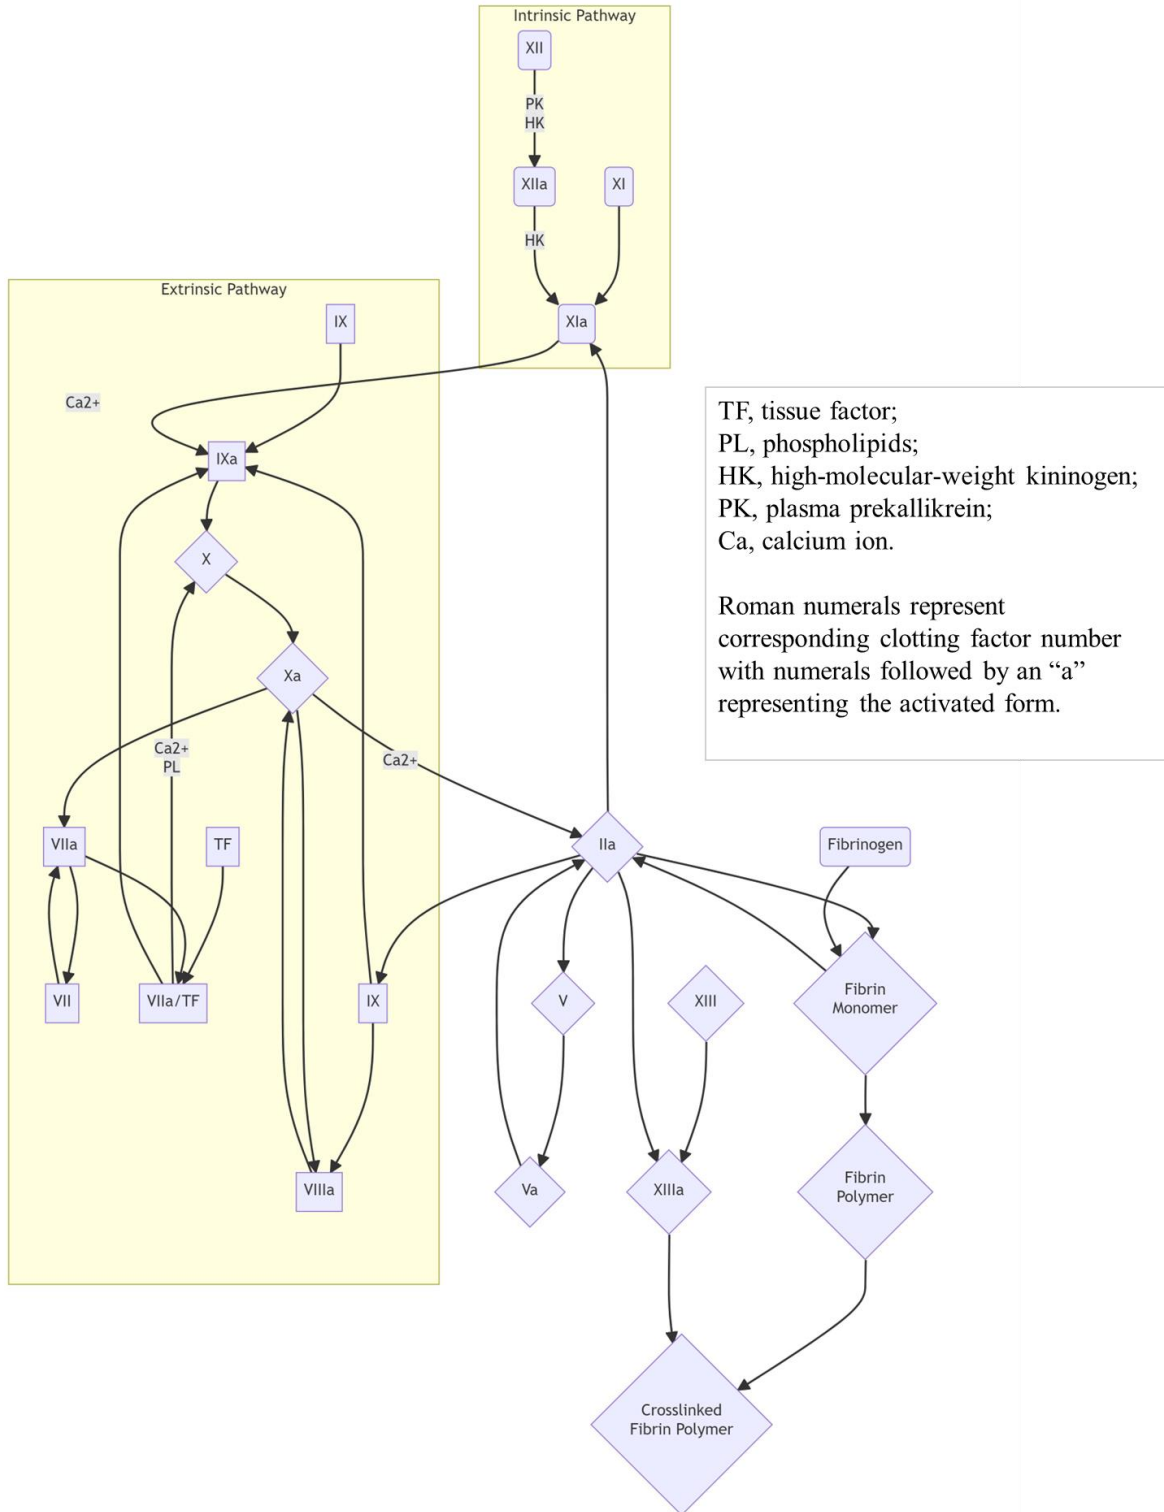 Intrinsic Pathway
XII
PK
HK
XIIa
XI
HK
Extrinsic Pathway
IX
XIa
Ca2+
IXa
TF, tissue factor;
PL, phospholipids;
HK, high-molecular-weight kininogen;
PK, plasma prekallikrein;
Ca, calcium ion.
Roman numerals represent
corresponding clotting factor number
with numerals followed by an “a”
representing the activated form.
X
Xa
Ca2+
PL
Ca2+
VIIa
TF
IIa
Fibrinogen
VII
VIIa/TF
IX
V
XIII
Fibrin
Monomer
VIIIa
Va
XIIIa
Fibrin
Polymer
Crosslinked
Fibrin Polymer